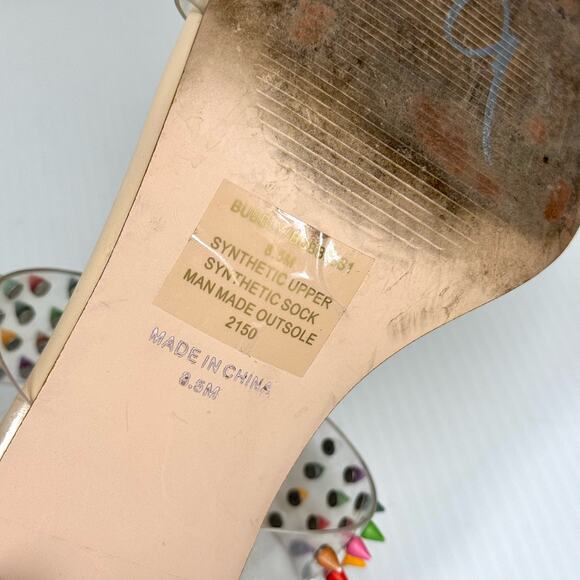 8.5M
SYNTHETIC UPPER
SYNTHETIC SOCK
MAN MADE OUTSOLE
2150
MADE IN CHINA
8.5M